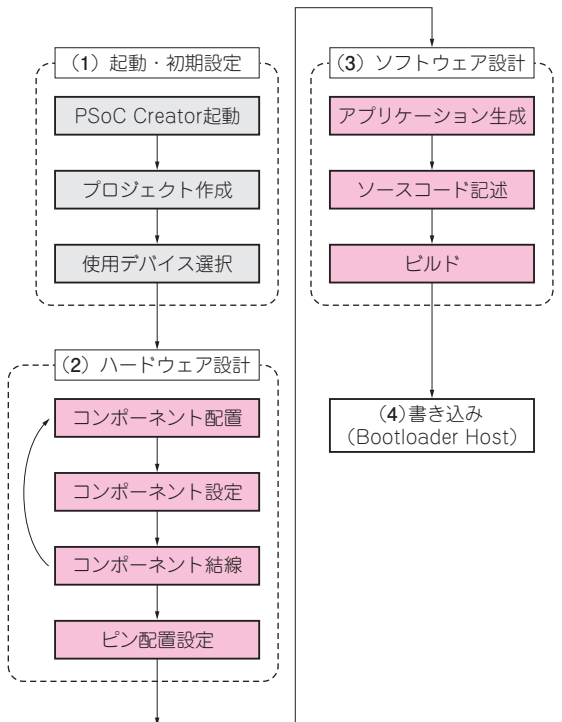 (1) 起動・初期設定
PSoC Creator起動
プロジェクト作成
使用デバイス選択
(2) ハードウェア設計
コンポーネント配置
コンポーネント設定
コンポーネント結線
ピン配置設定
(3) ソフトウェア設計
アプリケーション生成
ソースコード記述
ビルド
(4)書き込み
(Bootloader Host)